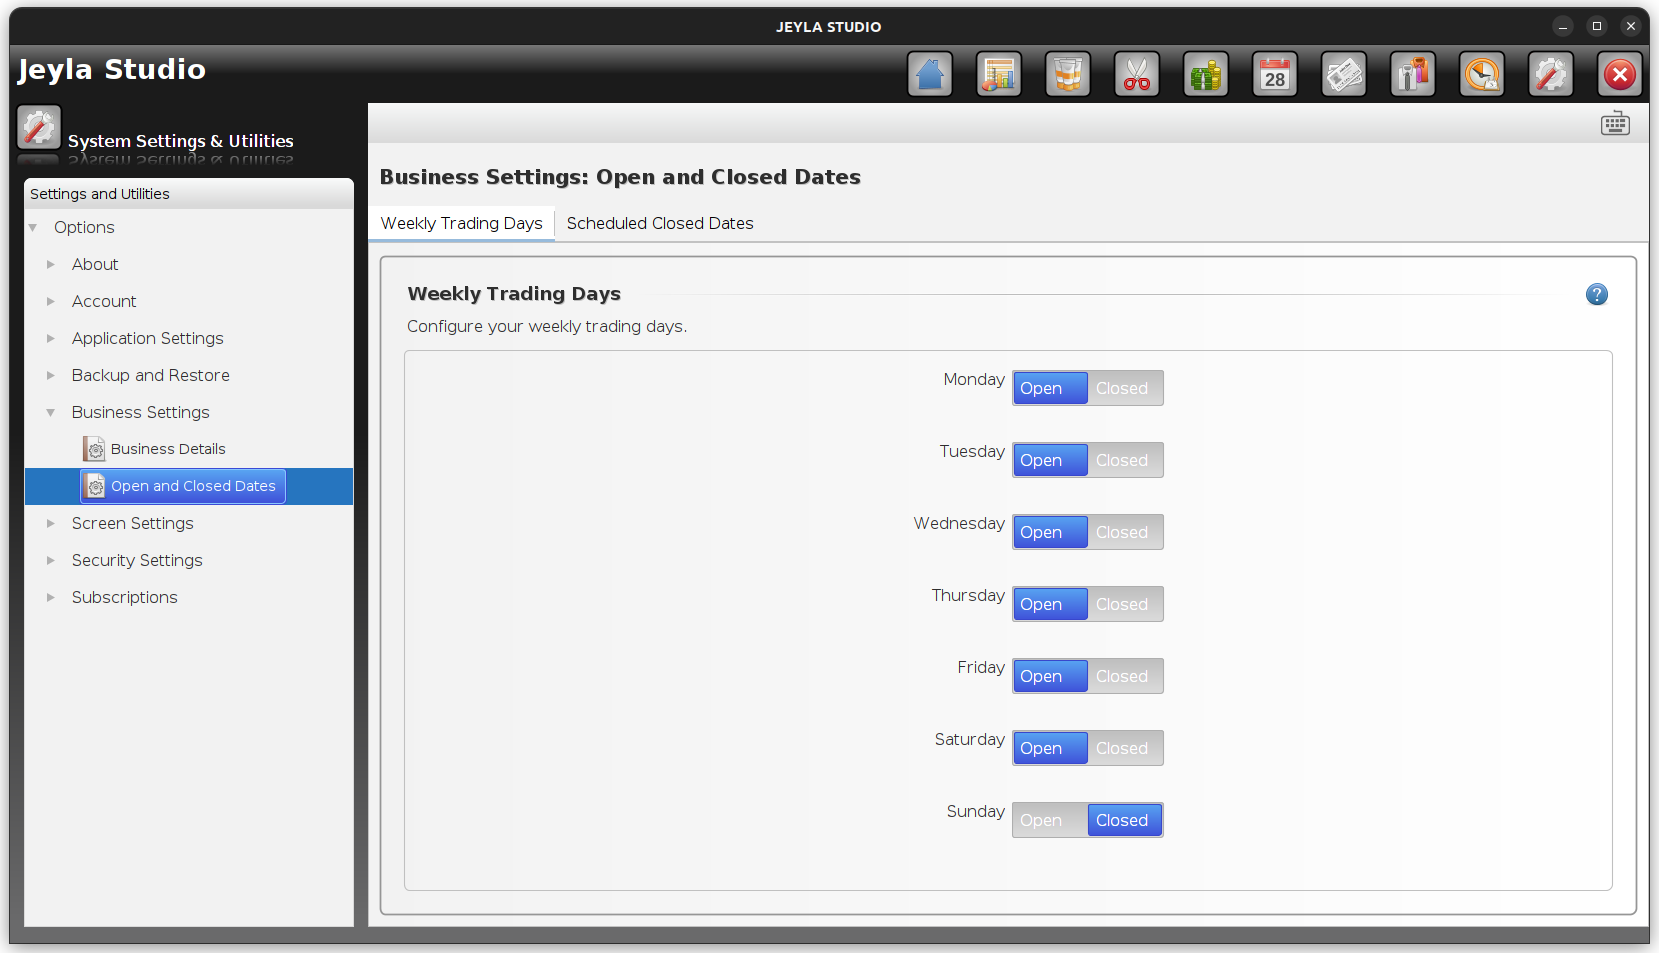 JEYLA STUDIO
Jeyla Studio
28
System Settings & Utilities
Settings and Utilities
Options
About
Account
Application Settings
Backup and Restore
Business Settings
Business Details
Open and Closed Dates
Screen Settings
Security Settings
Subscriptions
Business Settings: Open and Closed Dates
Weekly Trading Days Scheduled Closed Dates
Weekly Trading Days
?
Configure your weekly trading days.
Monday Open Closed
Tuesday Open Closed
Wednesday Open Closed
Thursday Open Closed
Friday Open Closed
Saturday Open Closed
Sunday Open Closed